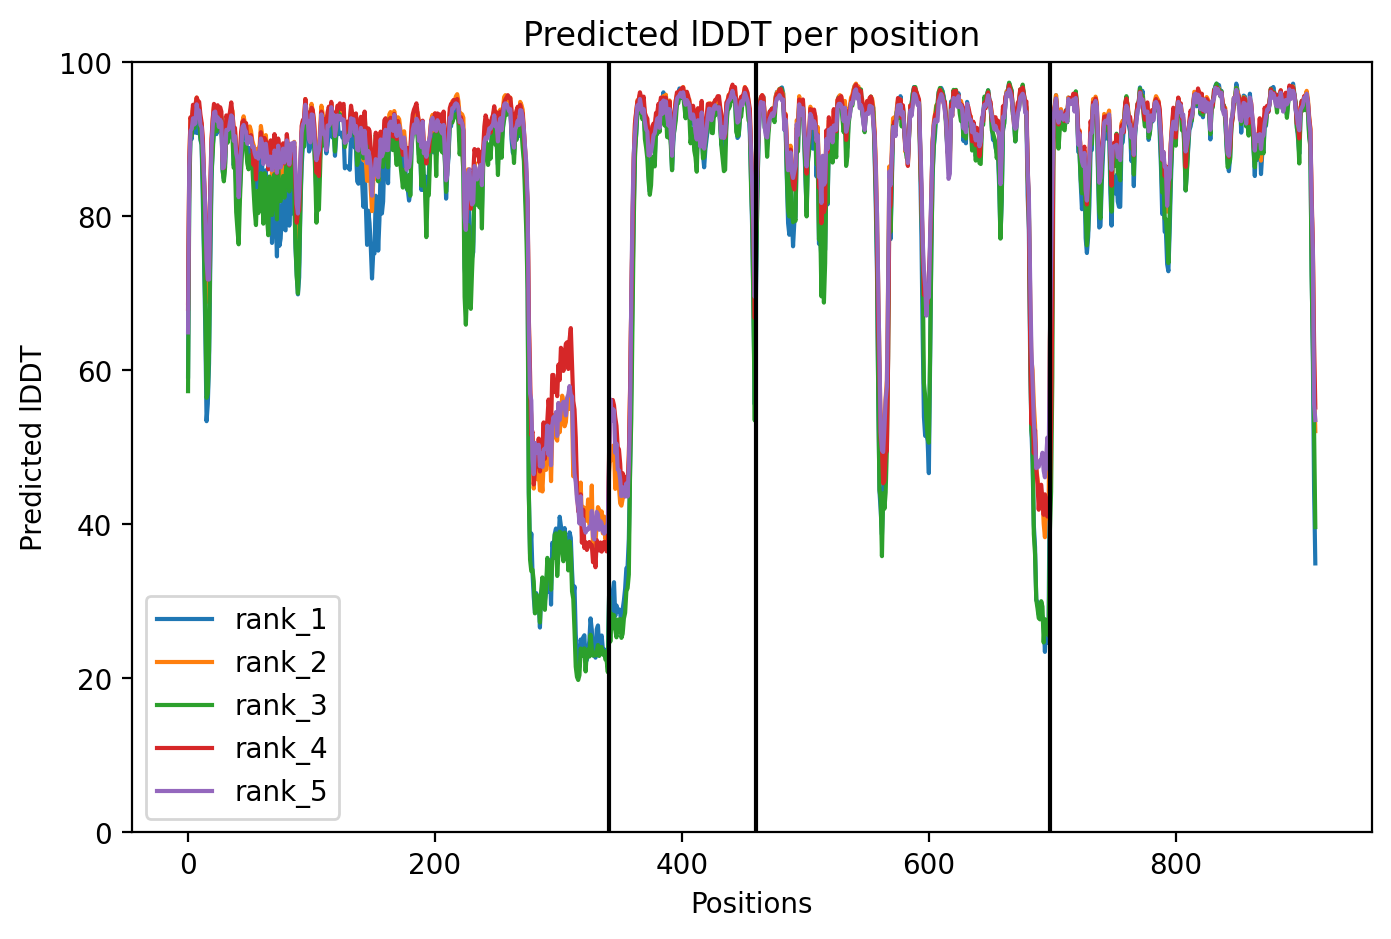 Predicted lDDT per position
100
80
60
40
20
0
Predicted lDDT
rank_1
rank_2
rank_3
rank_4
rank_5
0 200 400 600 800
Positions